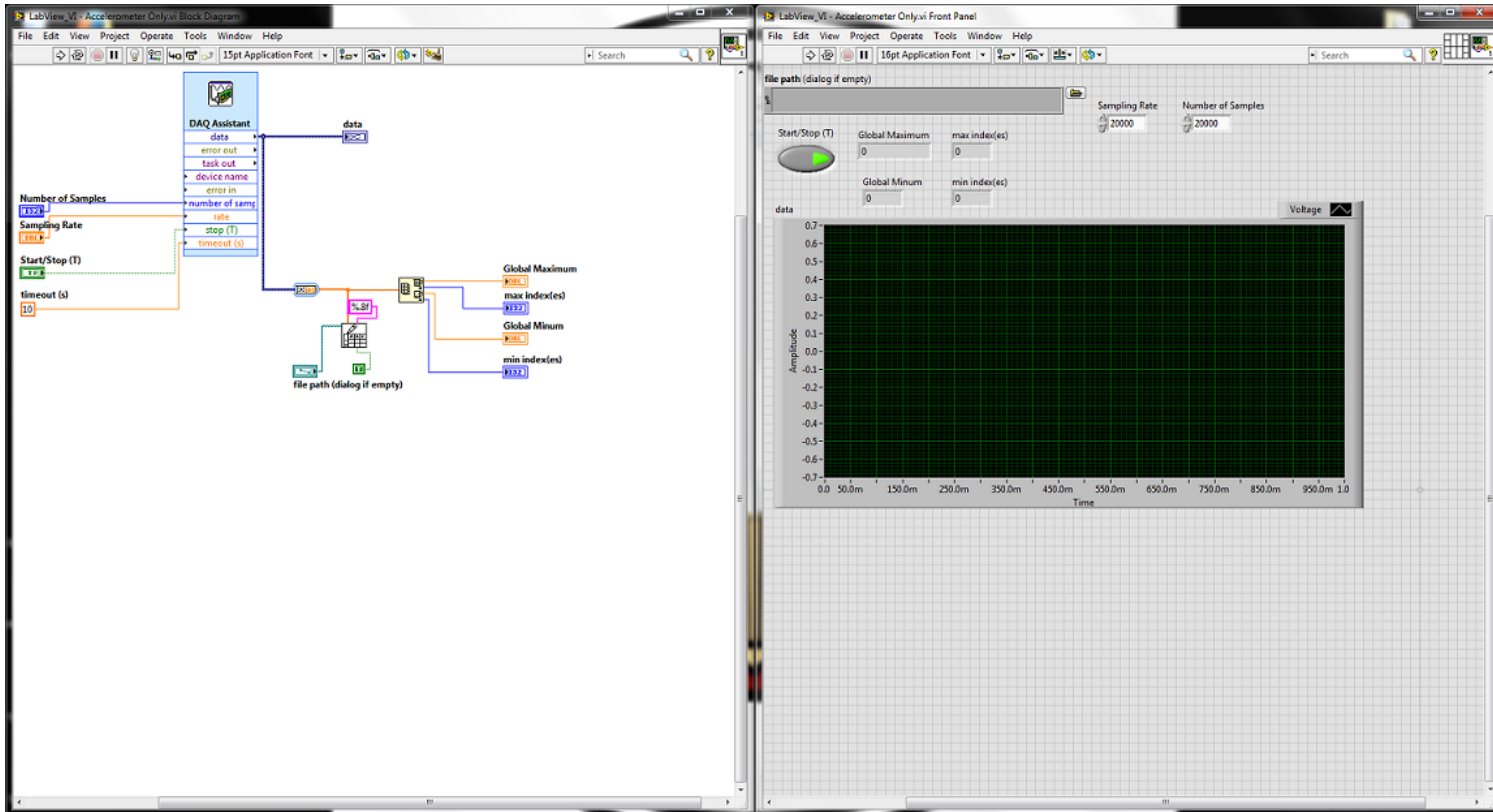 LabView_VI - Accelerometer Only.vi Block Diagram
File Edit View Project Operate Tools Window Help
15pt Application Font
Search
DAQ Assistant
data
error out
task out
device name
error in
number of samp
rate
stop (T)
timeout (s)
data
Number of Samples
I32
Sampling Rate
Start/Stop (T)
timeout (s)
10
%.8f
file path (dialog if empty)
Global Maximum
DBL
max index(es)
I32
Global Minum
DBL
min index(es)
I32
LabView_VI - Accelerometer Only.vi Front Panel
File Edit View Project Operate Tools Window Help
16pt Application Font
Search
file path (dialog if empty)
Sampling Rate
20000
Number of Samples
20000
Start/Stop (T)
Global Maximum
0
max index(es)
0
Global Minum
0
min index(es)
0
data
Voltage
Amplitude
0.7
0.6
0.5
0.4
0.3
0.2
0.1
0.0
-0.1
-0.2
-0.3
-0.4
-0.5
-0.6
-0.7
0.0 50.0m 150.0m 250.0m 350.0m 450.0m 550.0m 650.0m 750.0m 850.0m 950.0m 1.0
Time